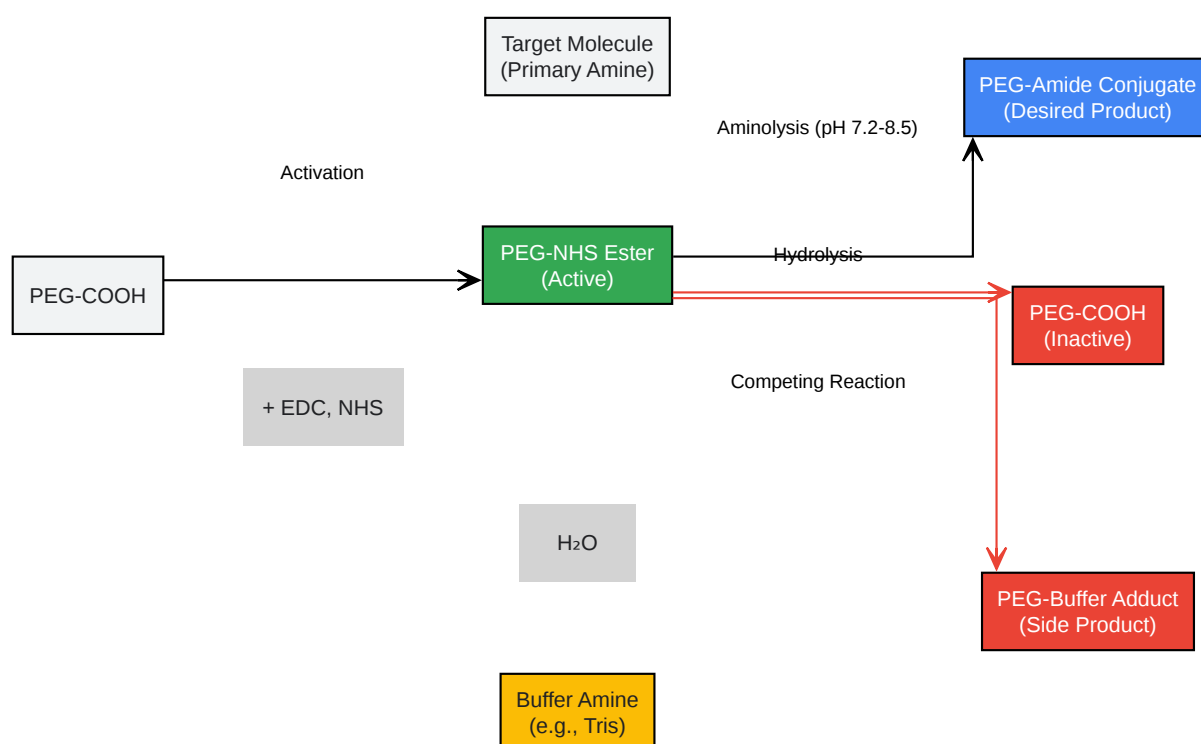 Target Molecule
(Primary Amine)
PEG-Amide Conjugate
(Desired Product)
Aminolysis (pH 7.2-8.5)
Activation
PEG-NHS Ester
(Active)
Hydrolysis
PEG-COOH
PEG-COOH
(Inactive)
Competing Reaction
+ EDC, NHS
H₂O
PEG-Buffer Adduct
(Side Product)
Buffer Amine
(e.g., Tris)